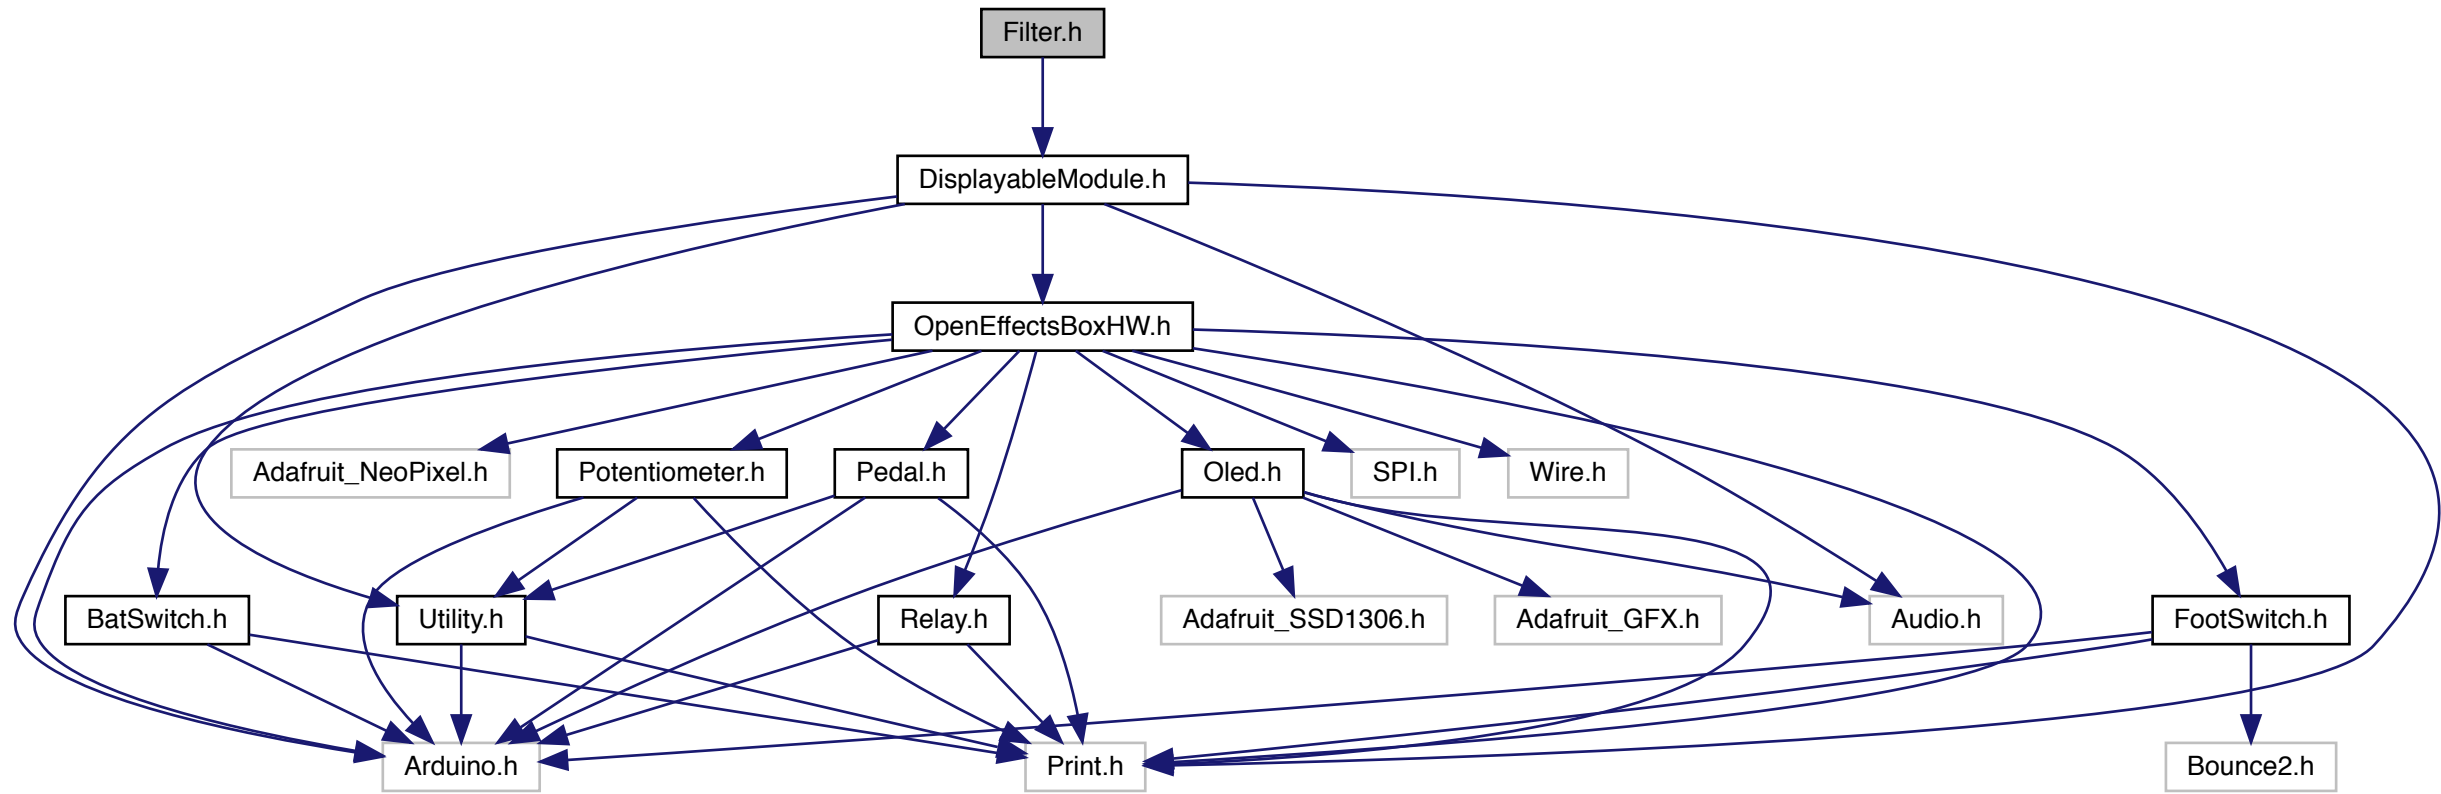 Filter.h
DisplayableModule.h
OpenEffectsBoxHW.h
Adafruit_NeoPixel.h
Potentiometer.h
Pedal.h
Oled.h
SPI.h
Wire.h
BatSwitch.h
Utility.h
Relay.h
Adafruit_SSD1306.h
Adafruit_GFX.h
Audio.h
FootSwitch.h
Arduino.h
Print.h
Bounce2.h